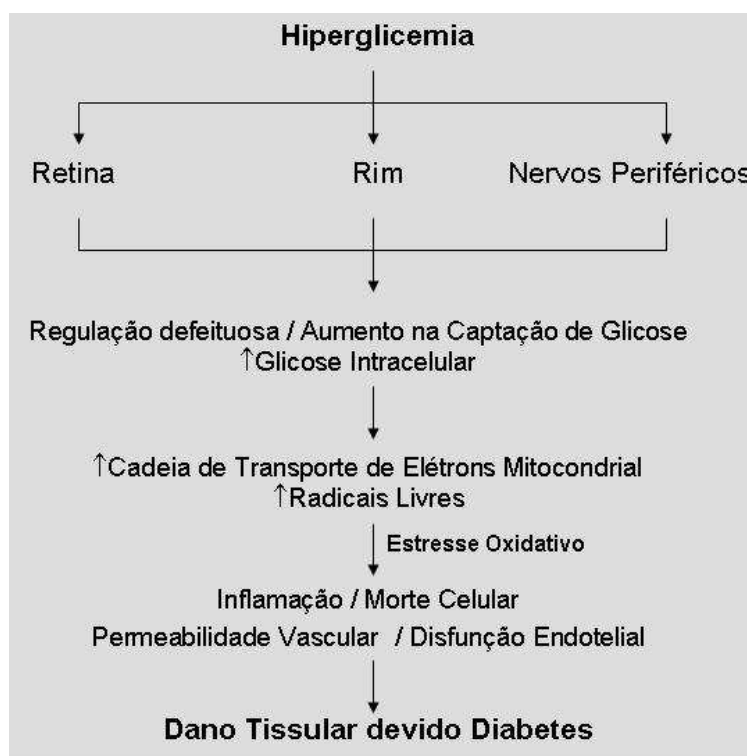 Hiperglicemia
Retina Rim Nervos Periféricos
Regulação defeituosa / Aumento na Captação de Glicose
↑Glicose Intracelular
↑Cadeia de Transporte de Elétrons Mitocondrial
↑Radicais Livres
Estresse Oxidativo
Inflamação / Morte Celular
Permeabilidade Vascular / Disfunção Endotelial
Dano Tissular devido Diabetes